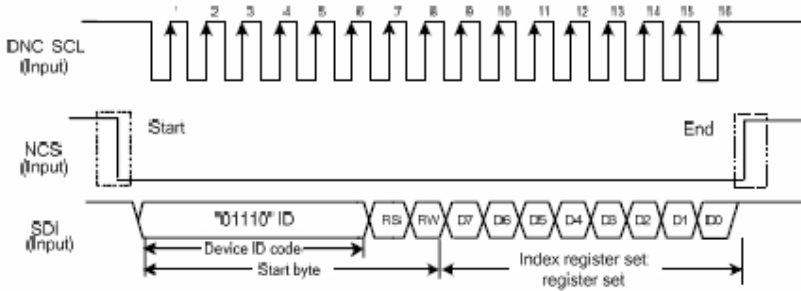 1 2 3 4 5 6 7 8 9 10 11 12 13 14 15 16
DNC SCL
(Input)
Start
End
NCS
(Input)
"01110" ID
RS
RW
D7
D6
D5
D4
D3
D2
D1
D0
SDI
(Input)
Device ID code
Start byte
Index register set
register set